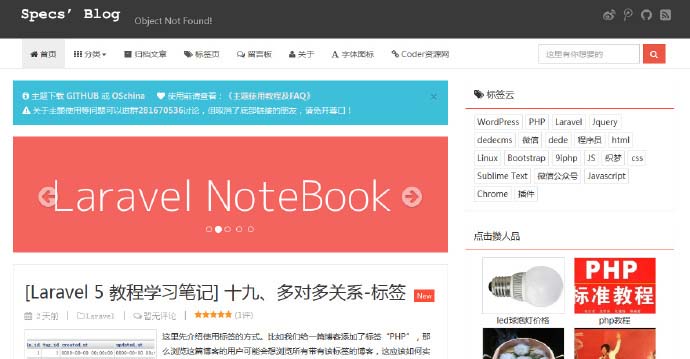 Specs' Blog
Object Not Found!
首页 分类 归档文章 标签页 留言板 关于 字体图标 Coder资源网 这里有你想要的
主题下载 GITHUB 或 OSchina 使用前请查看:《主题使用教程及FAQ》
关于主题使用等问题可以进群281670536讨论,但取消了底部链接的朋友,请免开尊口!
Laravel NoteBook
[Laravel 5 教程学习笔记] 十九、多对多关系-标签 New
2天前 Laravel 暂无评论 (3评)
这里先介绍使用标签的方式。比如我们给一篇博客添加了标签 "PHP",那
么浏览这篇博客的用户可能会想浏览所有带有该标签的博客,这应该如何实
标签云
WordPress PHP Laravel Jquery
dedecms 微信 dede 程序员 html
Linux Bootstrap 9iphp JS 织梦 css
Sublime Text 微信公众号 Javascript
Chrome 插件
点击攒人品
PHP
标准教程
led球泡灯价格 php教程